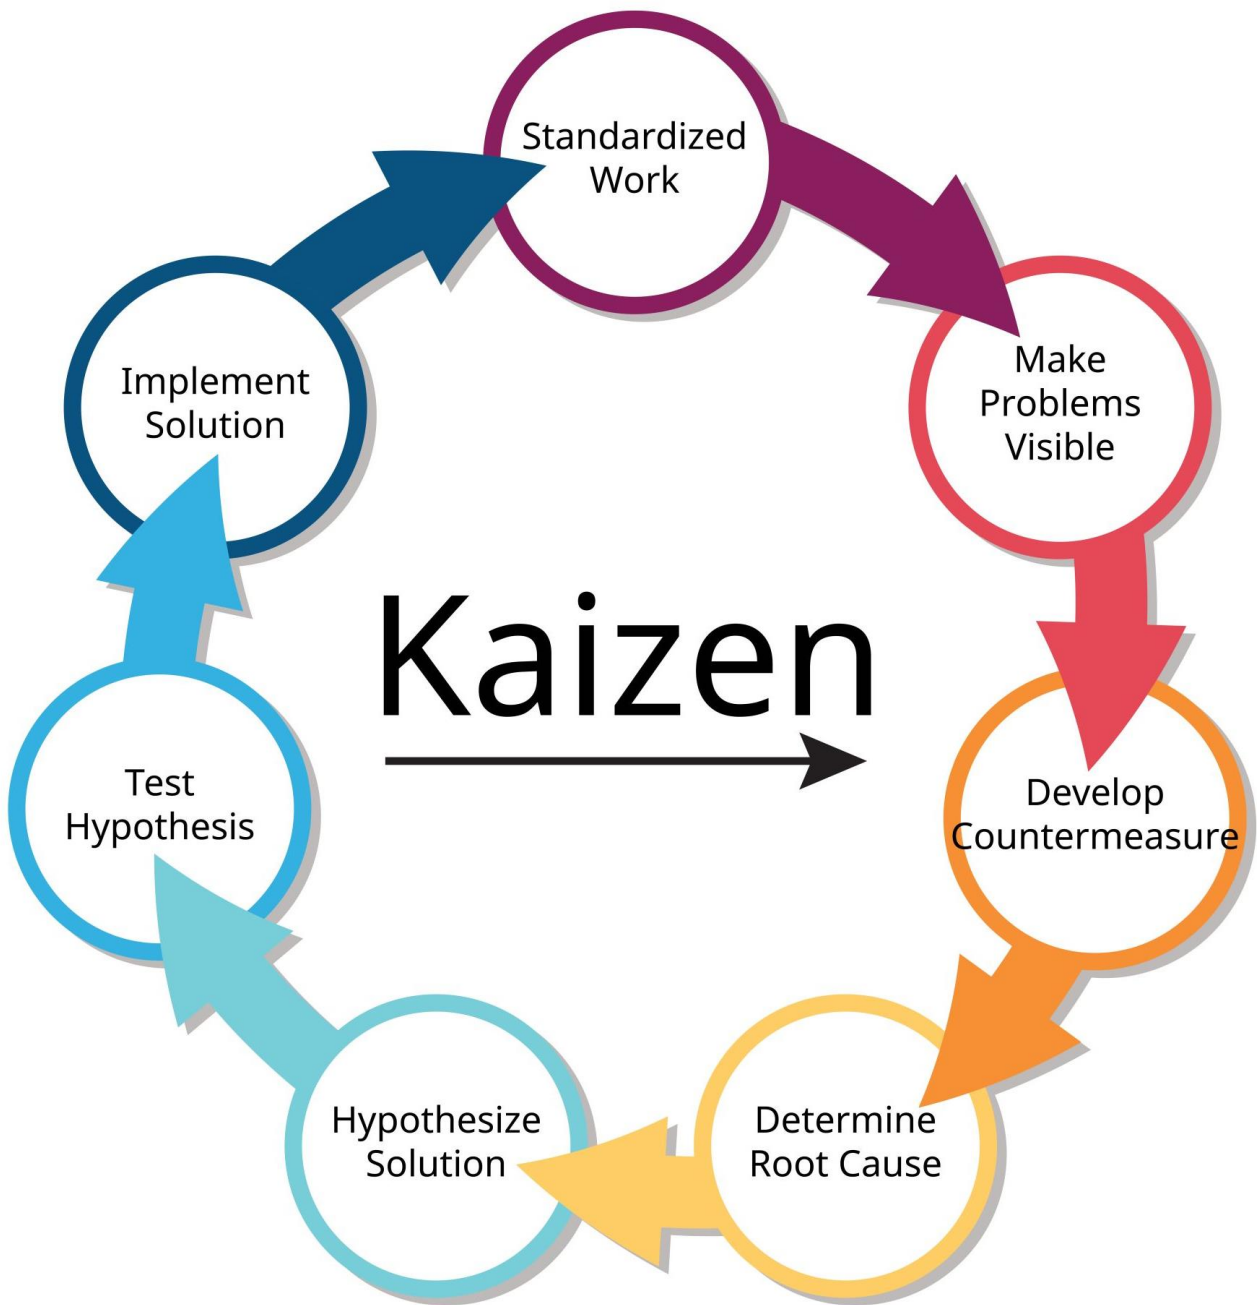 Standardized
Work
Make
Problems
Visible
Develop
Countermeasure
Determine
Root Cause
Hypothesize
Solution
Test
Hypothesis
Implement
Solution
Kaizen